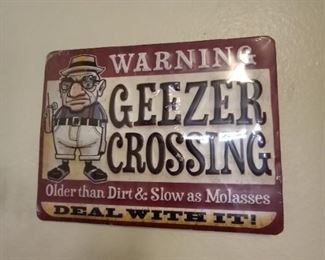 WARNING
GEEZER
CROSSING
Older than Dirt & Slow as Molasses
DEAL WITH IT!